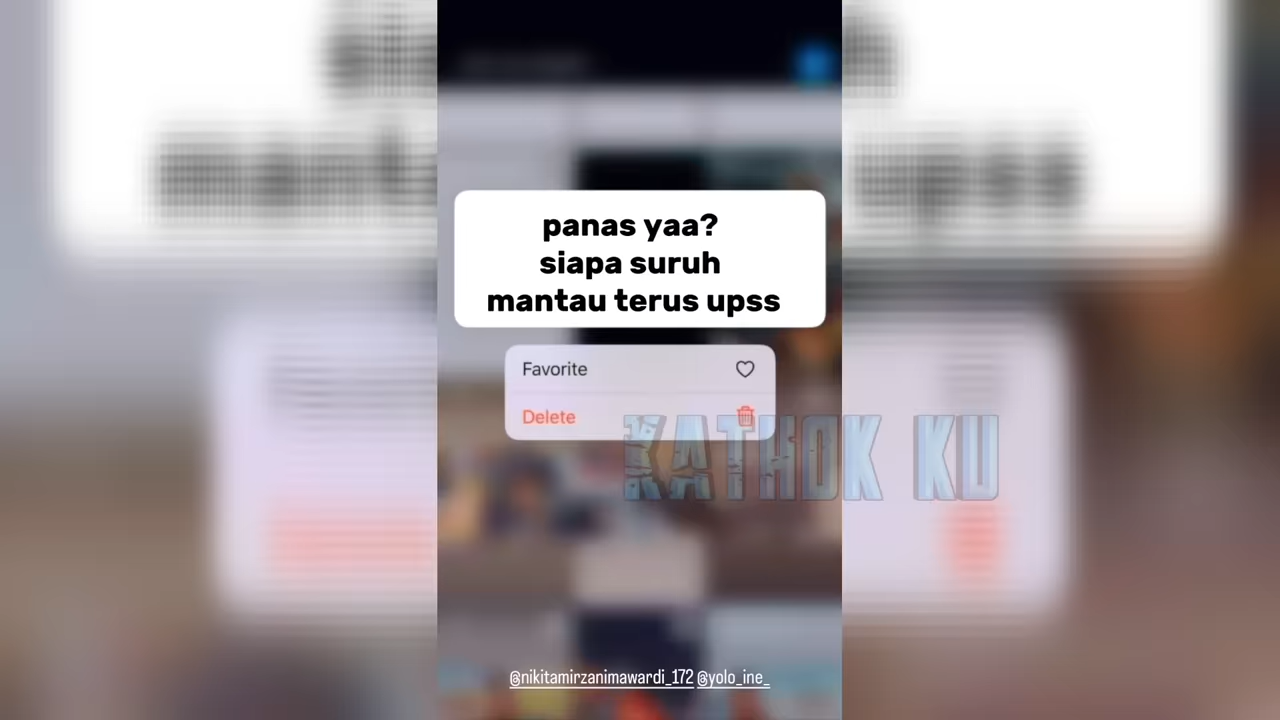 panas yaa?
siapa suruh
mantau terus upss
Favorite
Delete
KATHOK KU
@nikitamirzanimawardi_172 @yolo_ine_